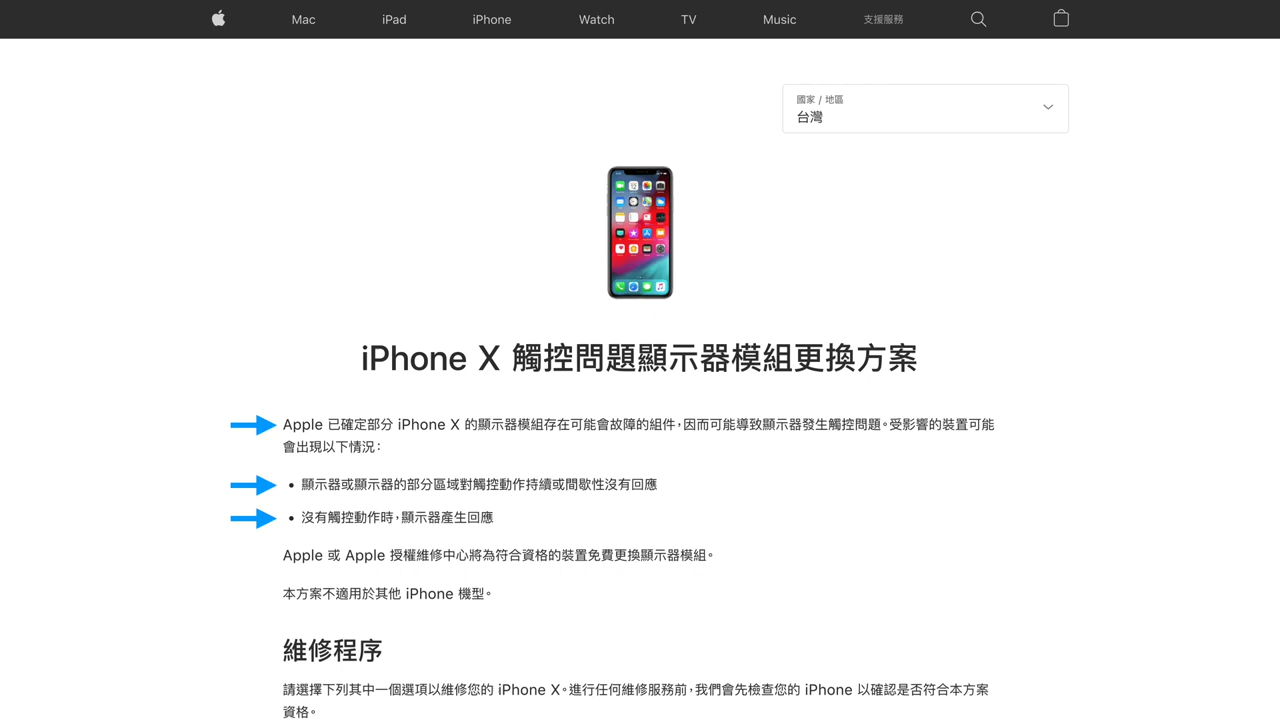 Mac iPad iPhone Watch TV Music 支援服務
國家 / 地區
台灣
iPhone X 觸控問題顯示器模組更換方案
Apple 已確定部分 iPhone X 的顯示器模組存在可能會故障的組件，因而可能導致顯示器發生觸控問題。受影響的裝置可能
會出現以下情況：
• 顯示器或顯示器的部分區域對觸控動作持續或間歇性沒有回應
• 沒有觸控動作時，顯示器產生回應
Apple 或 Apple 授權維修中心將為符合資格的裝置免費更換顯示器模組。
本方案不適用於其他 iPhone 機型。
維修程序
請選擇下列其中一個選項以維修您的 iPhone X。進行任何維修服務前，我們會先檢查您的 iPhone 以確認是否符合本方案
資格。